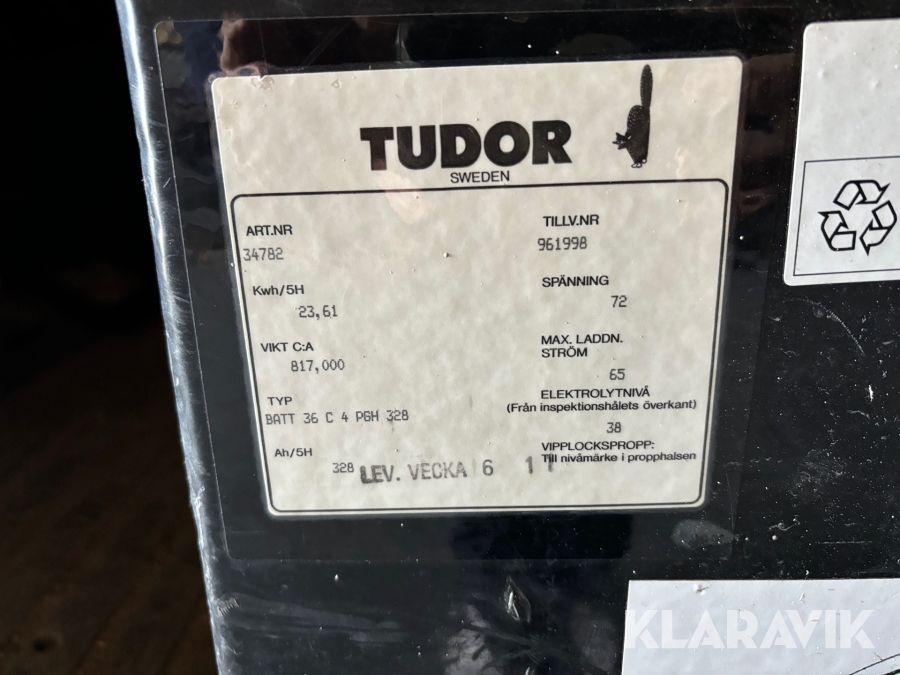 TUDOR
SWEDEN
ART.NR
34782
TILLV.NR
961998
Kwh/5H
23,61
SPÄNNING
72
VIKT C:A
817,000
MAX. LADDN.
STRÖM
65
TYP
BATT 36 C 4 PGH 328
ELEKTROLYTNIVÅ
(Från inspektionshålets överkant)
38
Ah/5H
328
VIPPLOCKSPROPP:
Till nivåmärke i propphalsen
LEV. VECKA 6 11
KLARAVIK